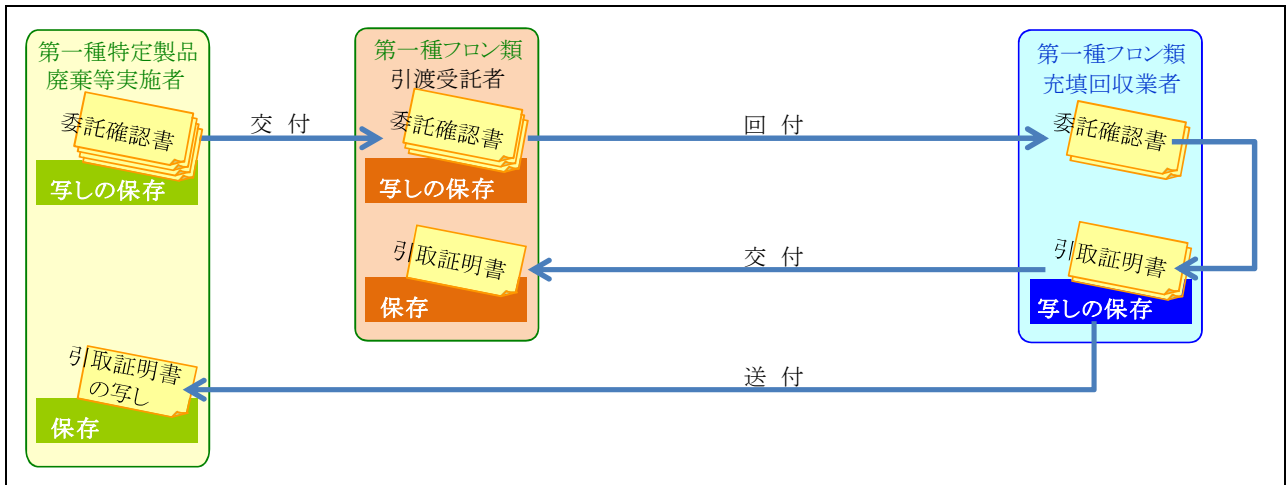 第一種特定製品
廃棄等実施者
委託確認書
写しの保存
交 付
第一種フロン類
引渡受託者
委託確認書
写しの保存
回 付
第一種フロン類
充填回収業者
委託確認書
引取証明書
保存
交 付
引取証明書
写しの保存
引取証明書
の写し
保存
送 付